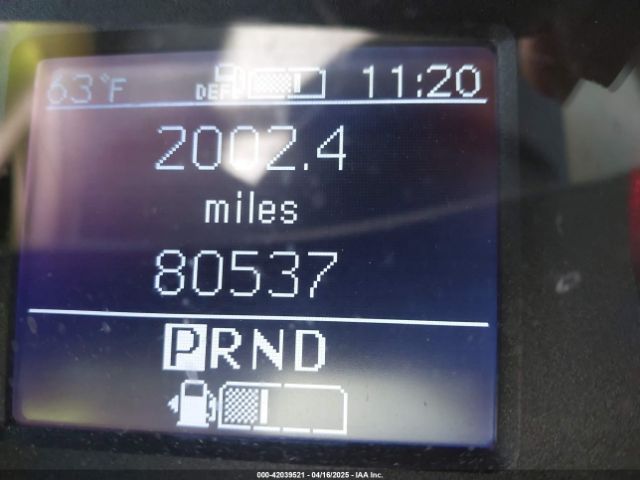 63°F DEF 11:20
2002.4
miles
80537
PRND
000-42039521 - 04/16/2025 - IAA Inc.